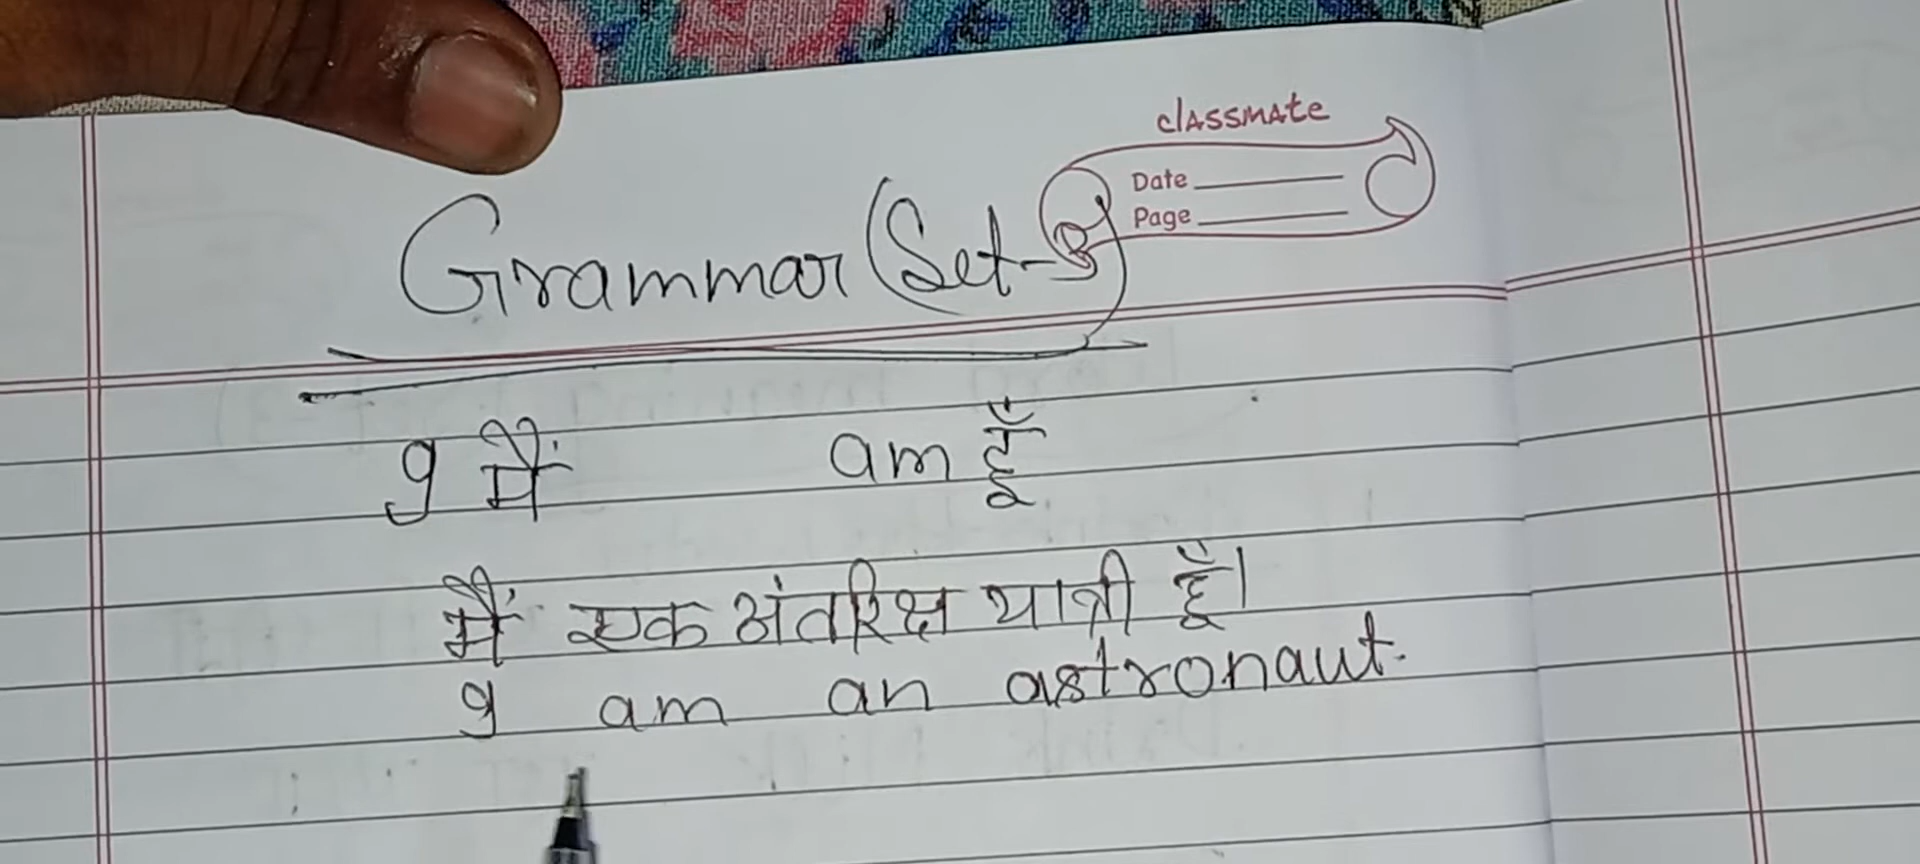 classmate
Date
Page
Grammar (Set-3)
I मैं am हूँ
मैं एक अंतरिक्ष यात्री हूँ।
I am an astronaut.